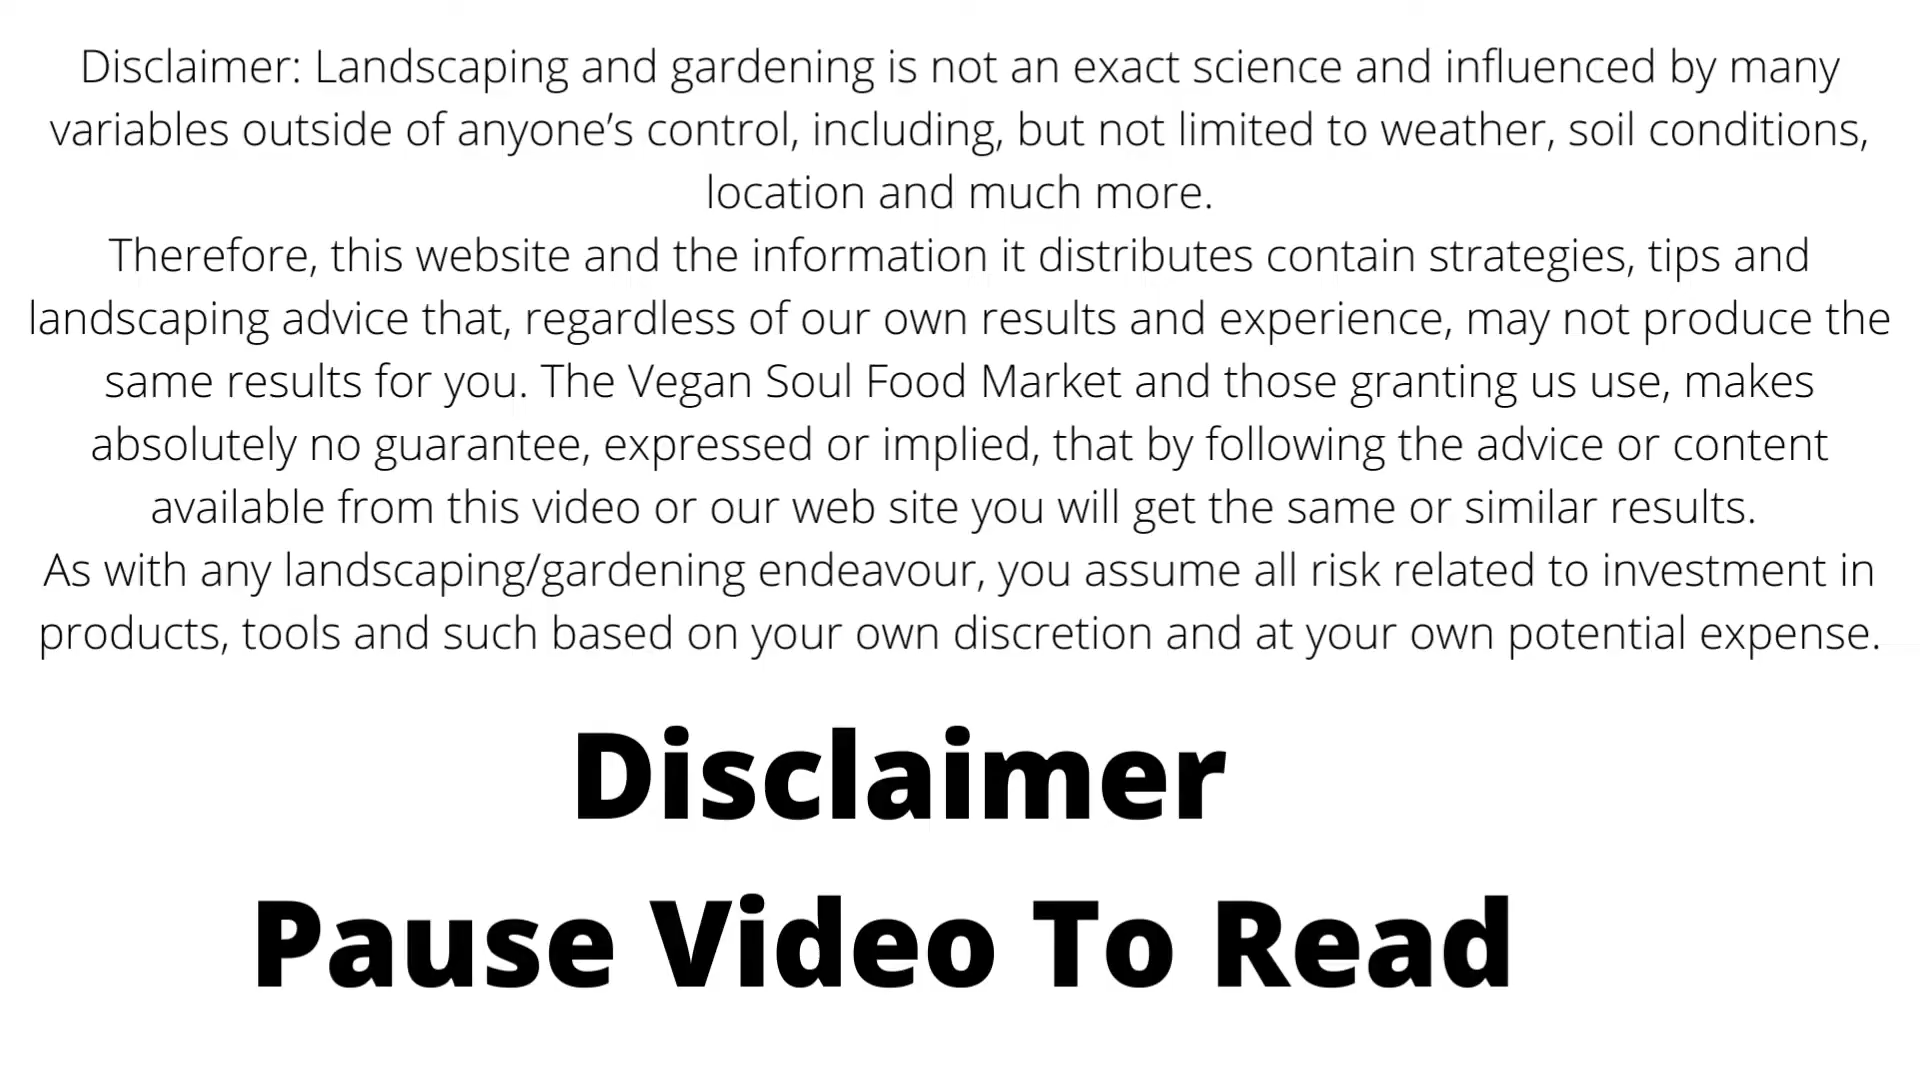 Disclaimer: Landscaping and gardening is not an exact science and influenced by many
variables outside of anyone’s control, including, but not limited to weather, soil conditions,
location and much more.
Therefore, this website and the information it distributes contain strategies, tips and
landscaping advice that, regardless of our own results and experience, may not produce the
same results for you. The Vegan Soul Food Market and those granting us use, makes
absolutely no guarantee, expressed or implied, that by following the advice or content
available from this video or our web site you will get the same or similar results.
As with any landscaping/gardening endeavour, you assume all risk related to investment in
products, tools and such based on your own discretion and at your own potential expense.
Disclaimer
Pause Video To Read